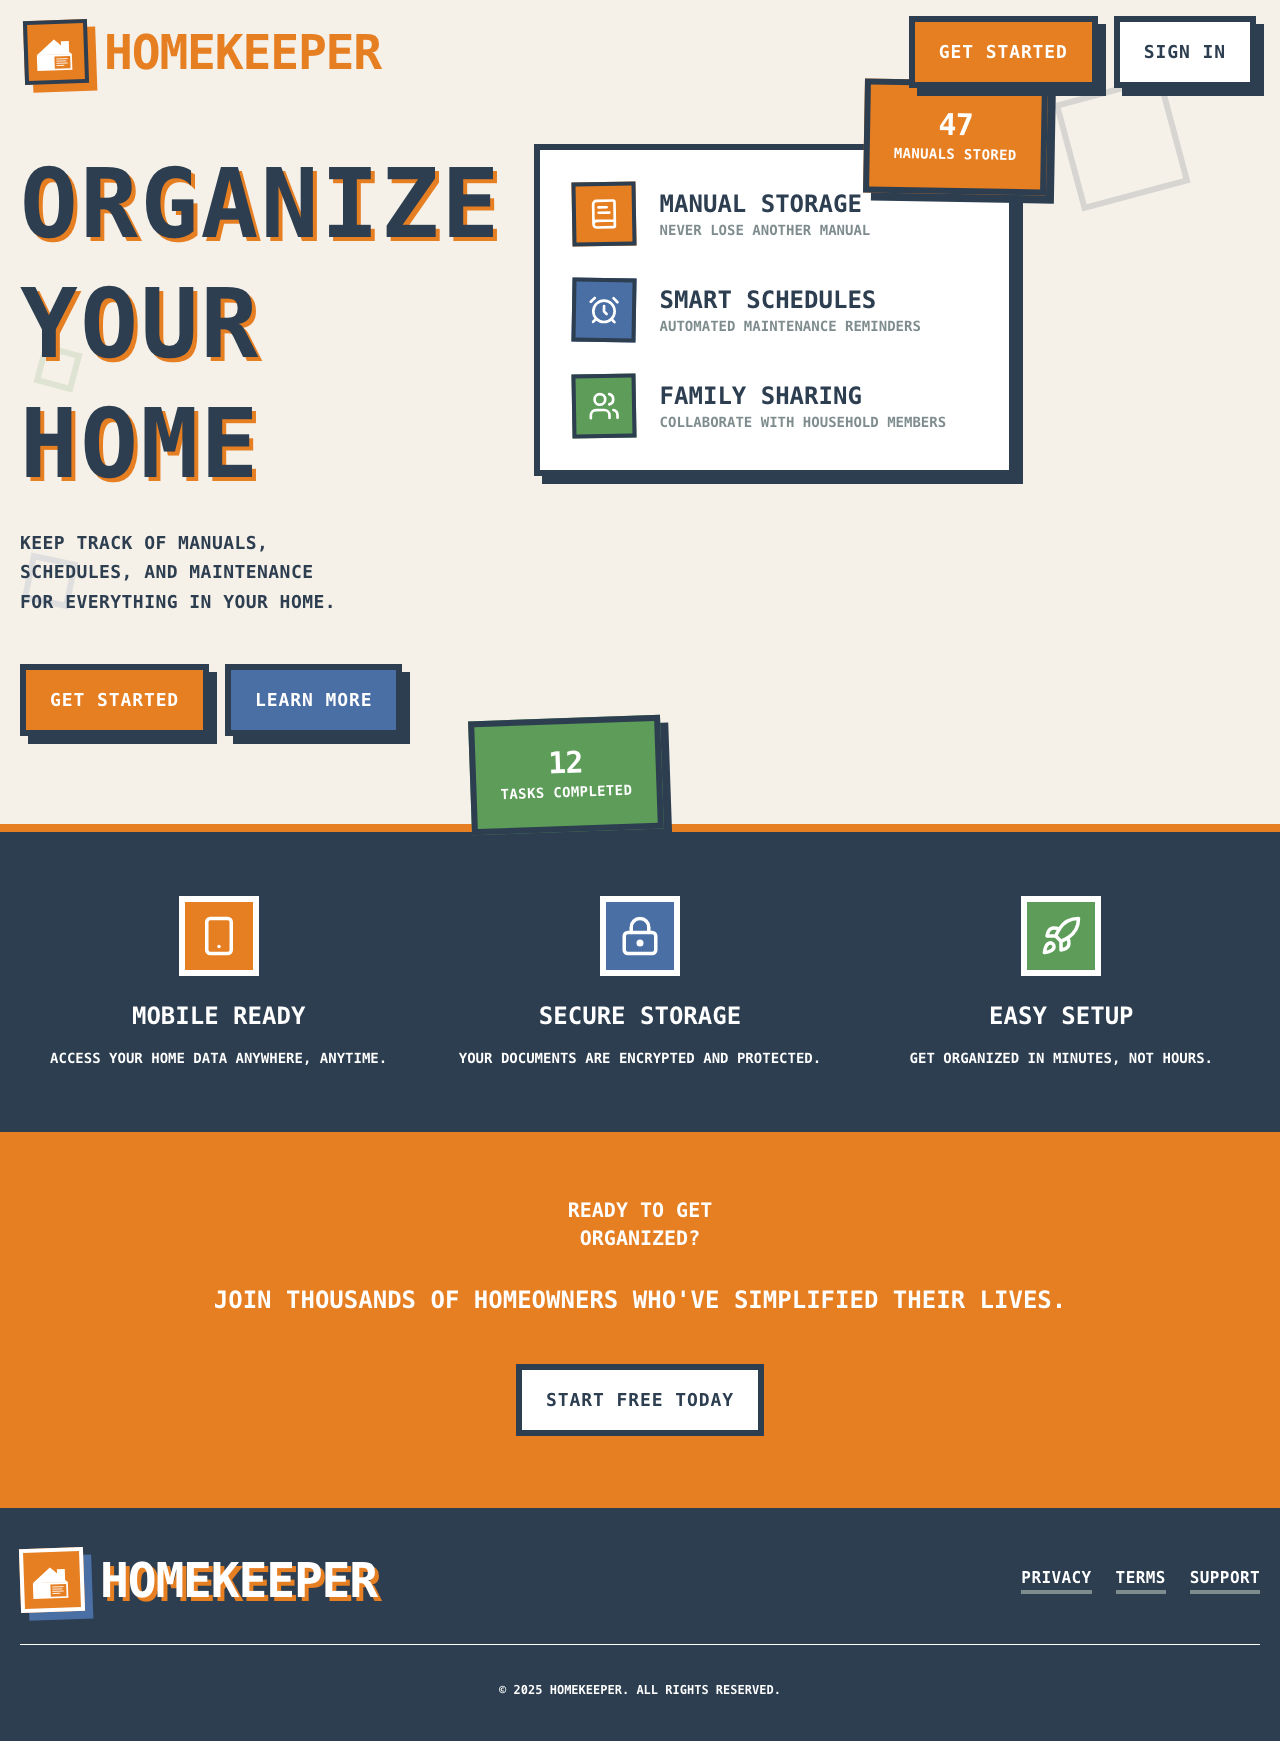 HOMEKEEPER
GET STARTED
SIGN IN
47
MANUALS STORED
ORGANIZE
YOUR
HOME
MANUAL STORAGE
NEVER LOSE ANOTHER MANUAL
SMART SCHEDULES
AUTOMATED MAINTENANCE REMINDERS
FAMILY SHARING
COLLABORATE WITH HOUSEHOLD MEMBERS
KEEP TRACK OF MANUALS,
SCHEDULES, AND MAINTENANCE
FOR EVERYTHING IN YOUR HOME.
GET STARTED
LEARN MORE
12
TASKS COMPLETED
MOBILE READY
ACCESS YOUR HOME DATA ANYWHERE, ANYTIME.
SECURE STORAGE
YOUR DOCUMENTS ARE ENCRYPTED AND PROTECTED.
EASY SETUP
GET ORGANIZED IN MINUTES, NOT HOURS.
READY TO GET
ORGANIZED?
JOIN THOUSANDS OF HOMEOWNERS WHO'VE SIMPLIFIED THEIR LIVES.
START FREE TODAY
HOMEKEEPER
PRIVACY
TERMS
SUPPORT
© 2025 HOMEKEEPER. ALL RIGHTS RESERVED.